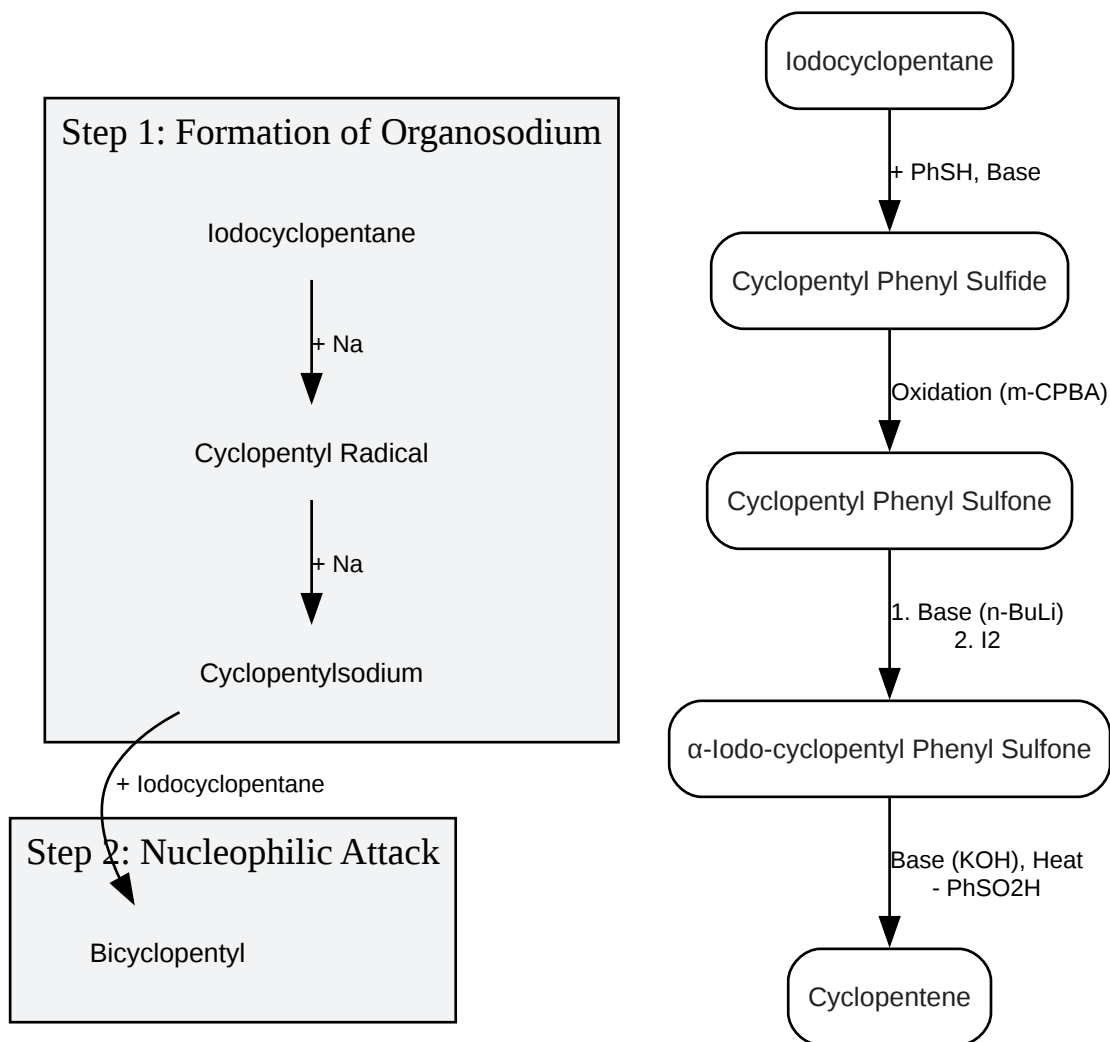 Step 1: Formation of Organosodium
Iodocyclopentane
+ Na
Cyclopentyl Radical
+ Na
Cyclopentylsodium
+ Iodocyclopentane
Step 2: Nucleophilic Attack
Bicyclopentyl
Iodocyclopentane
+ PhSH, Base
Cyclopentyl Phenyl Sulfide
Oxidation (m-CPBA)
Cyclopentyl Phenyl Sulfone
1. Base (n-BuLi)
2. I2
α-Iodo-cyclopentyl Phenyl Sulfone
Base (KOH), Heat
- PhSO2H
Cyclopentene